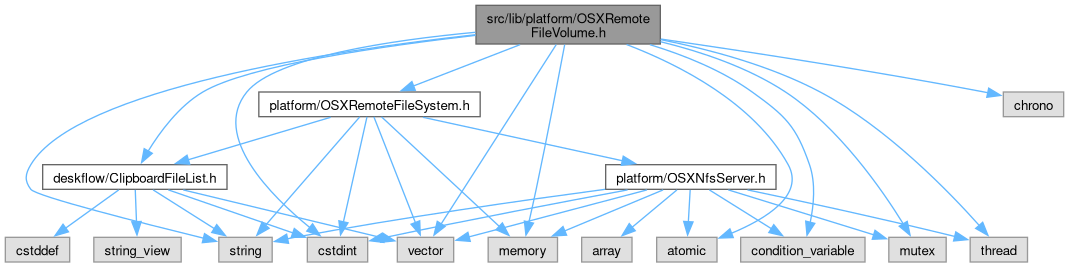 src/lib/platform/OSXRemote
FileVolume.h
platform/OSXRemoteFileSystem.h
chrono
deskflow/ClipboardFileList.h
platform/OSXNfsServer.h
cstddef
string_view
string
cstdint
vector
memory
array
atomic
condition_variable
mutex
thread